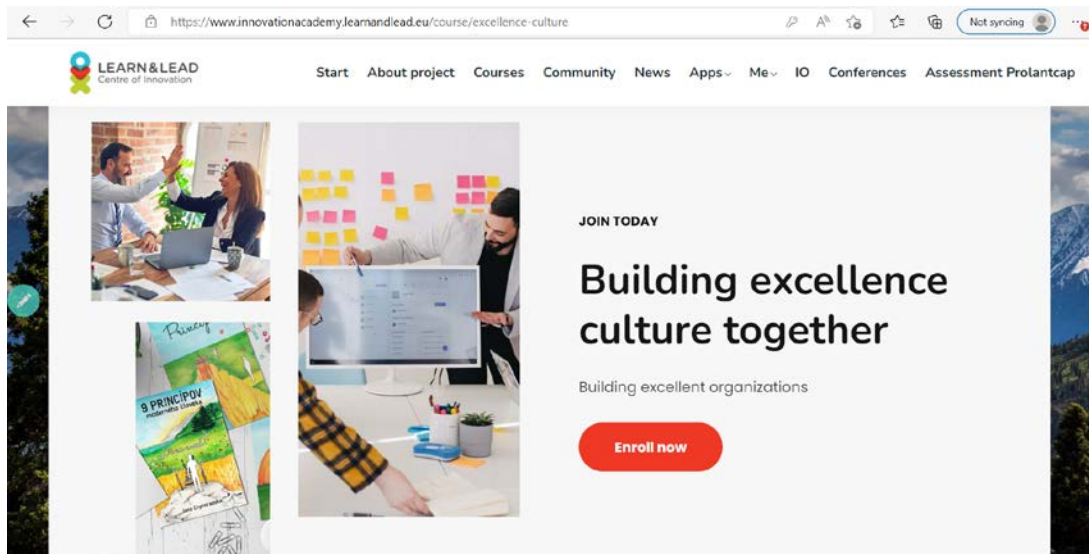 https://www.innovationacademy.learnandlead.eu/course/excellence-culture
Not syncing
LEARN&LEAD
Centre of Innovation
Start About project Courses Community News Apps Me IO Conferences Assessment Prolantcap
JOIN TODAY
Building excellence
culture together
Building excellent organizations
Enroll now
9 PRINCÍPOV
moderného človeka